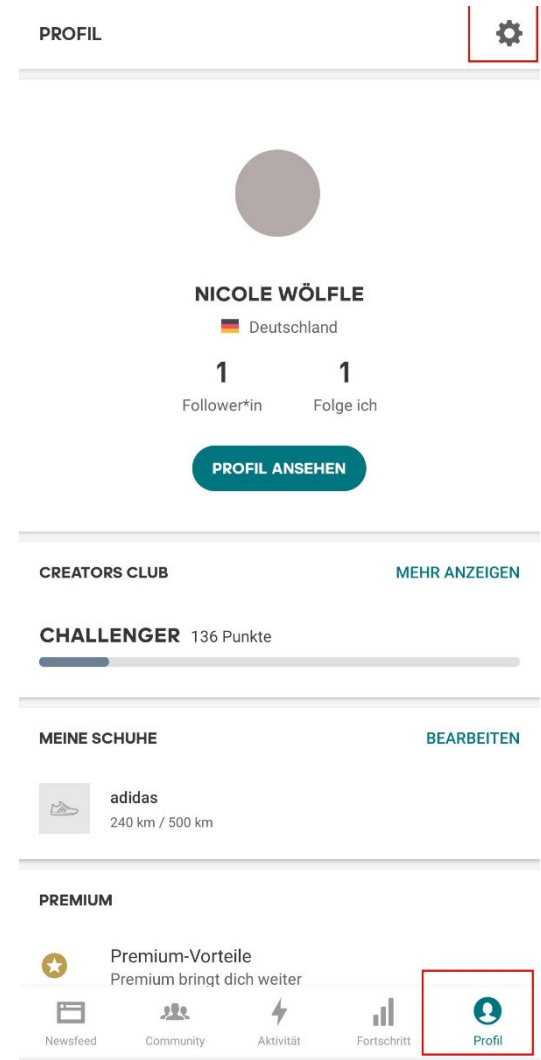 PROFIL
NICOLE WÖLFLE
Deutschland
1 1
Follower*in Folge ich
PROFIL ANSEHEN
CREATORS CLUB MEHR ANZEIGEN
CHALLENGER 136 Punkte
MEINE SCHUHE BEARBEITEN
adidas
240 km / 500 km
PREMIUM
Premium-Vorteile
Premium bringt dich weiter
Newsfeed Community Aktivität Fortschritt Profil